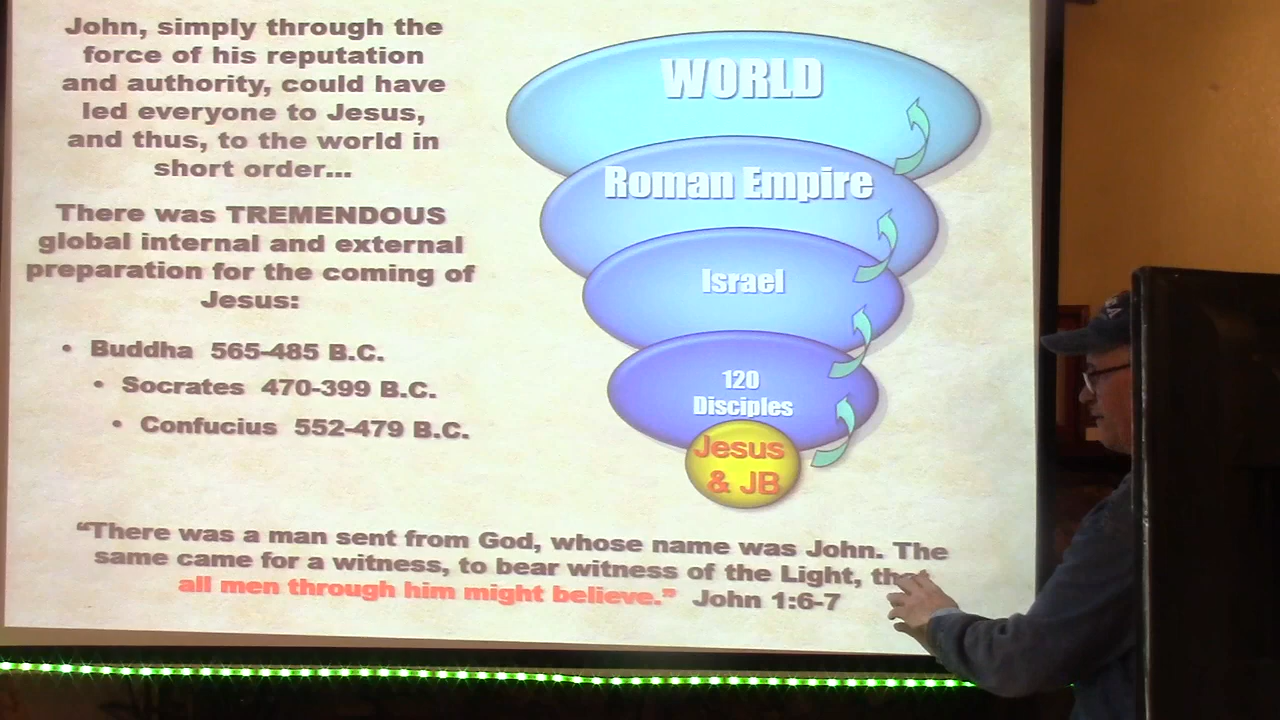 John, simply through the
force of his reputation
and authority, could have
led everyone to Jesus,
and thus, to the world in
short order...
There was TREMENDOUS
global internal and external
preparation for the coming of
Jesus:
• Buddha 565-485 B.C.
• Socrates 470-399 B.C.
• Confucius 552-479 B.C.
WORLD
Roman Empire
Israel
120
Disciples
Jesus
& JB
“There was a man sent from God, whose name was John. The
same came for a witness, to bear witness of the Light, that
all men through him might believe.” John 1:6-7